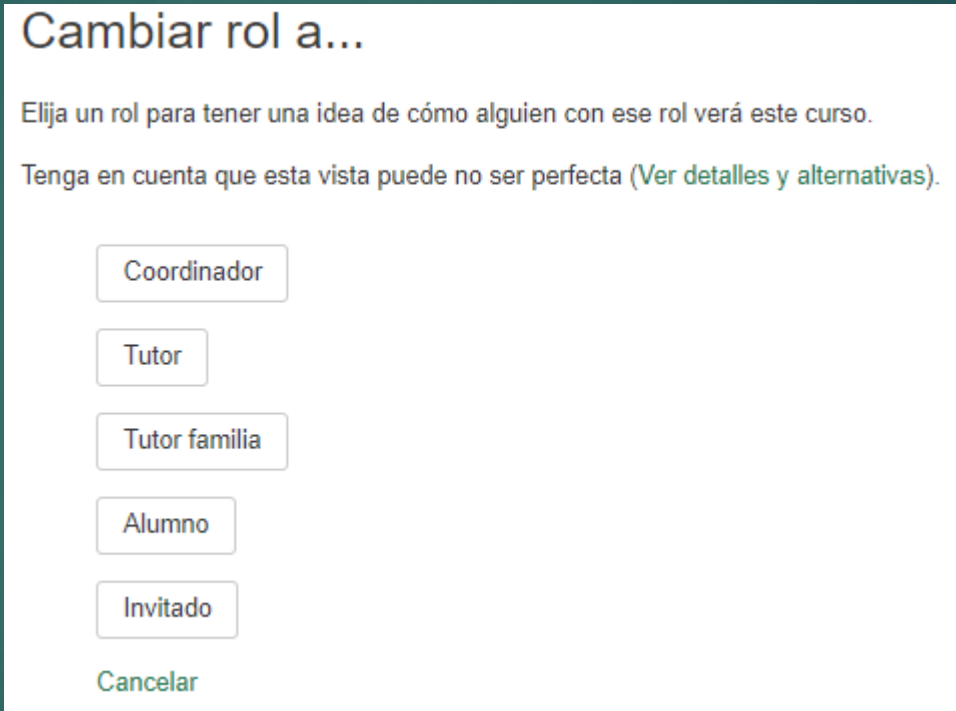 Cambiar rol a...
Elija un rol para tener una idea de cómo alguien con ese rol verá este curso.
Tenga en cuenta que esta vista puede no ser perfecta (Ver detalles y alternativas).
Coordinador
Tutor
Tutor familia
Alumno
Invitado
Cancelar